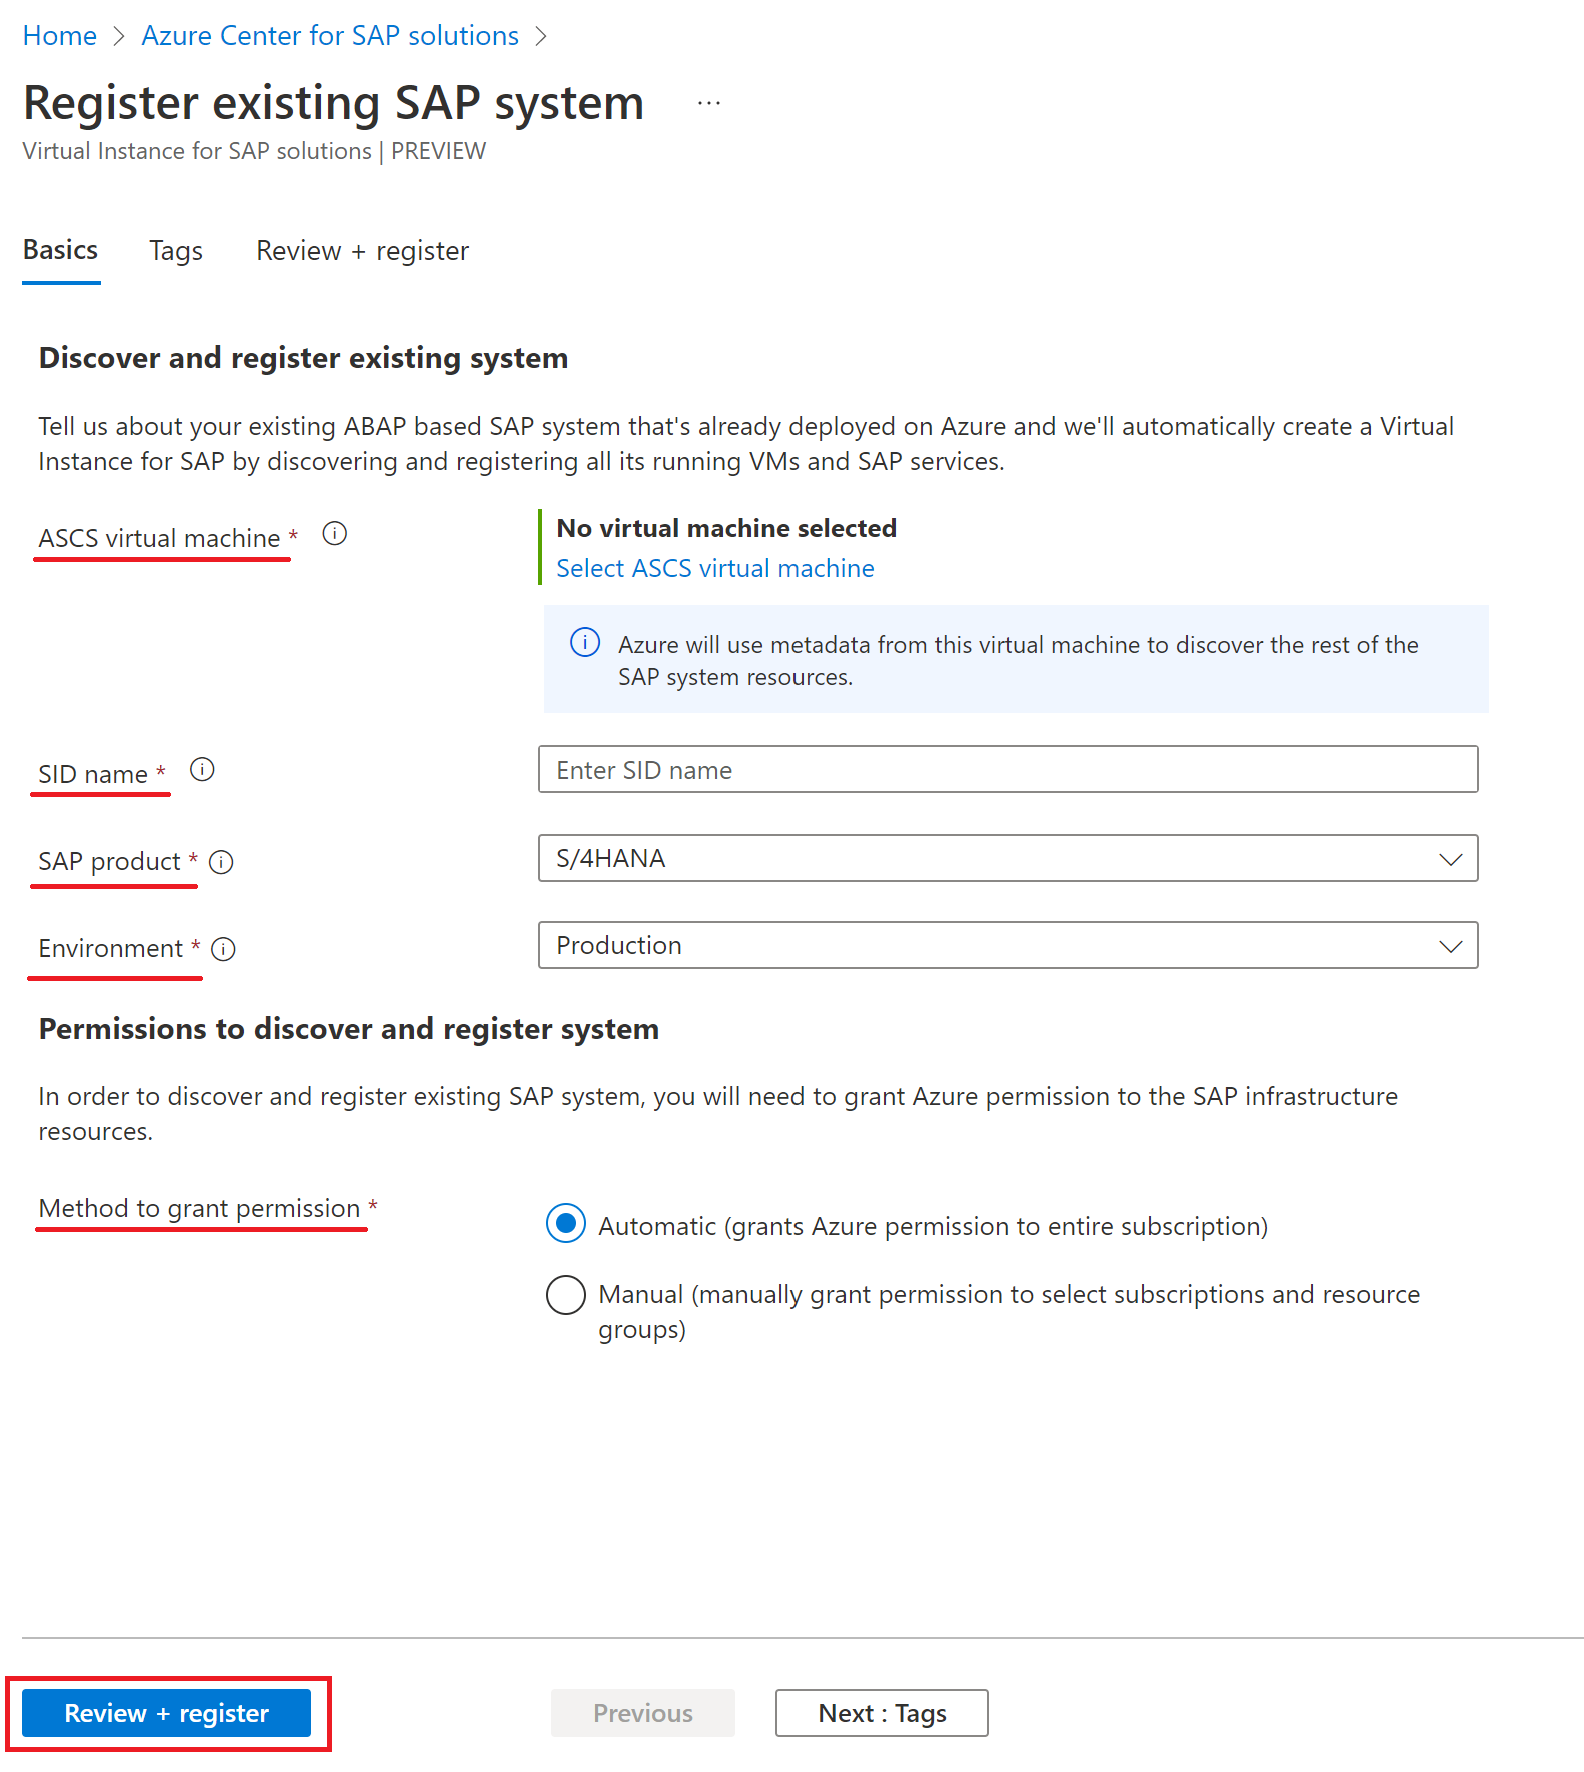 Home > Azure Center for SAP solutions >
Register existing SAP system ...
Virtual Instance for SAP solutions | PREVIEW
Basics Tags Review + register
Discover and register existing system
Tell us about your existing ABAP based SAP system that's already deployed on Azure and we'll automatically create a Virtual
Instance for SAP by discovering and registering all its running VMs and SAP services.
ASCS virtual machine *
No virtual machine selected
Select ASCS virtual machine
Azure will use metadata from this virtual machine to discover the rest of the
SAP system resources.
SID name *
Enter SID name
SAP product *
S/4HANA
Environment *
Production
Permissions to discover and register system
In order to discover and register existing SAP system, you will need to grant Azure permission to the SAP infrastructure
resources.
Method to grant permission *
Automatic (grants Azure permission to entire subscription)
Manual (manually grant permission to select subscriptions and resource
groups)
Review + register Previous Next : Tags